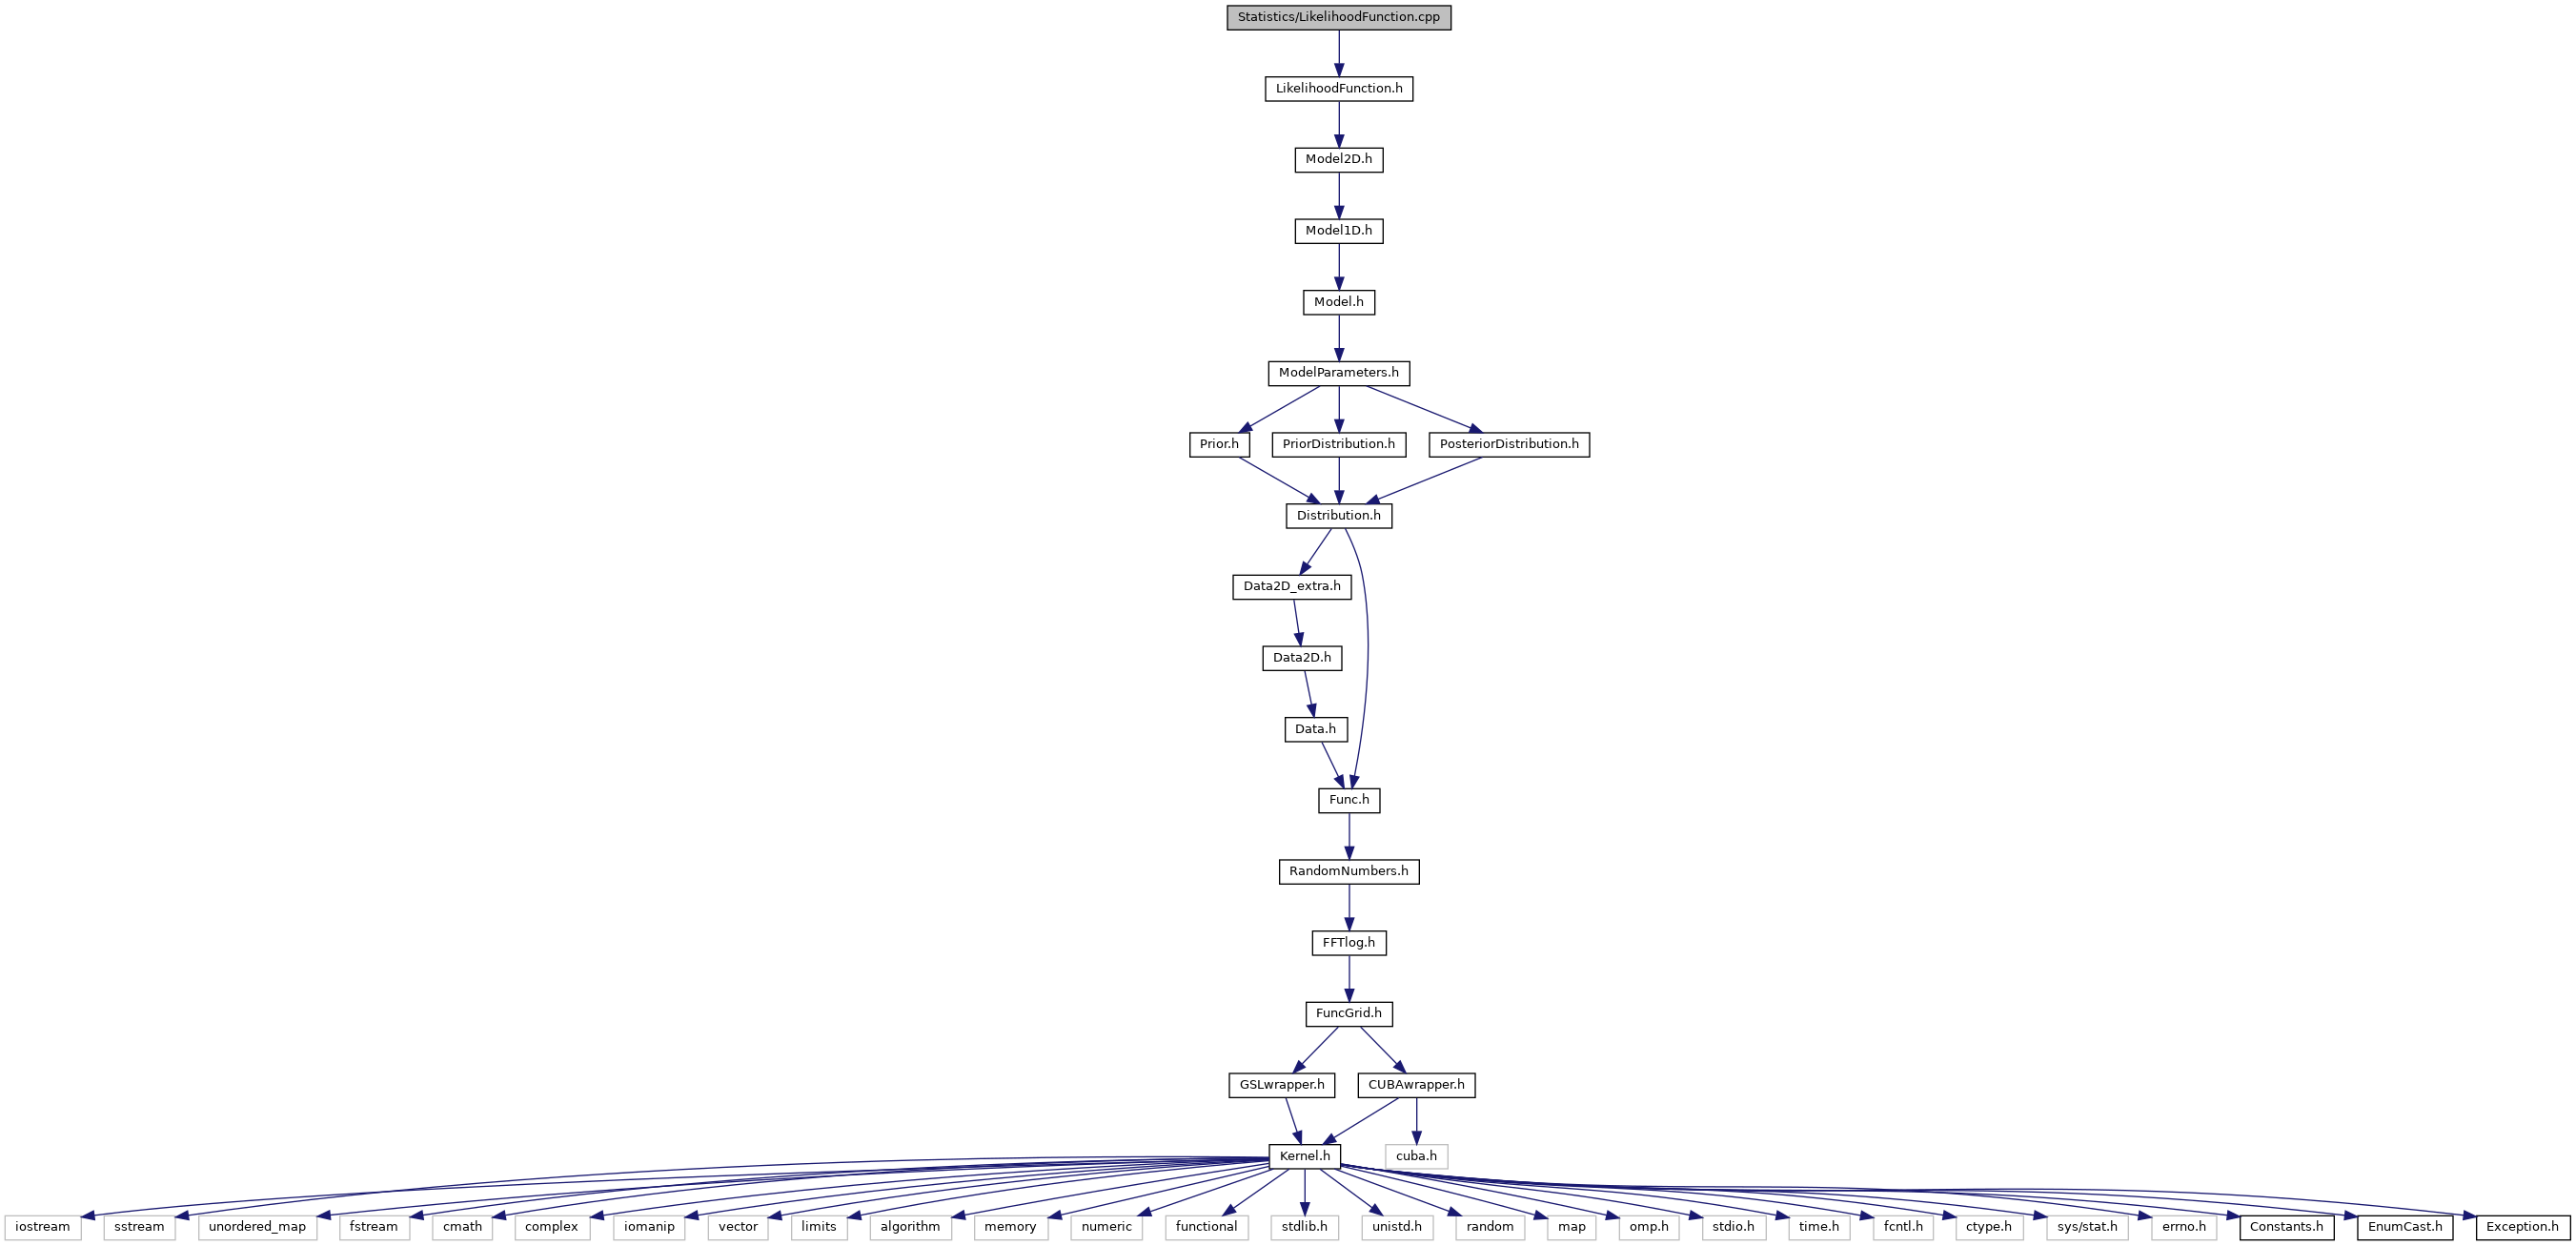 Statistics/LikelihoodFunction.cpp
LikelihoodFunction.h
Model2D.h
Model1D.h
Model.h
ModelParameters.h
Prior.h
PriorDistribution.h
PosteriorDistribution.h
Distribution.h
Data2D_extra.h
Data2D.h
Data.h
Func.h
RandomNumbers.h
FFTlog.h
FuncGrid.h
GSLwrapper.h
CUBAwrapper.h
Kernel.h
cuba.h
iostream
sstream
unordered_map
fstream
cmath
complex
iomanip
vector
limits
algorithm
memory
numeric
functional
stdlib.h
unistd.h
random
map
omp.h
stdio.h
time.h
fcntl.h
ctype.h
sys/stat.h
errno.h
Constants.h
EnumCast.h
Exception.h